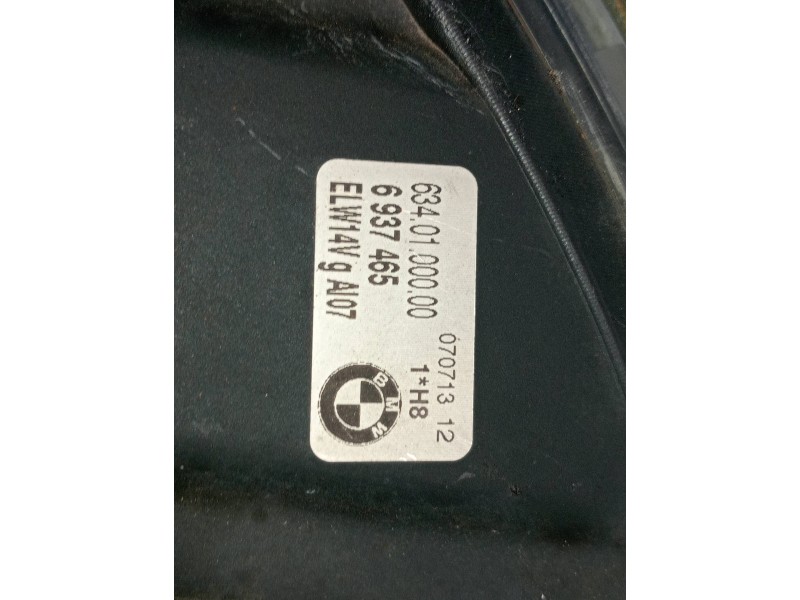 634.01.000.00
6 937 465
ELW14V g AI07
070713 12
1*H8
BMW